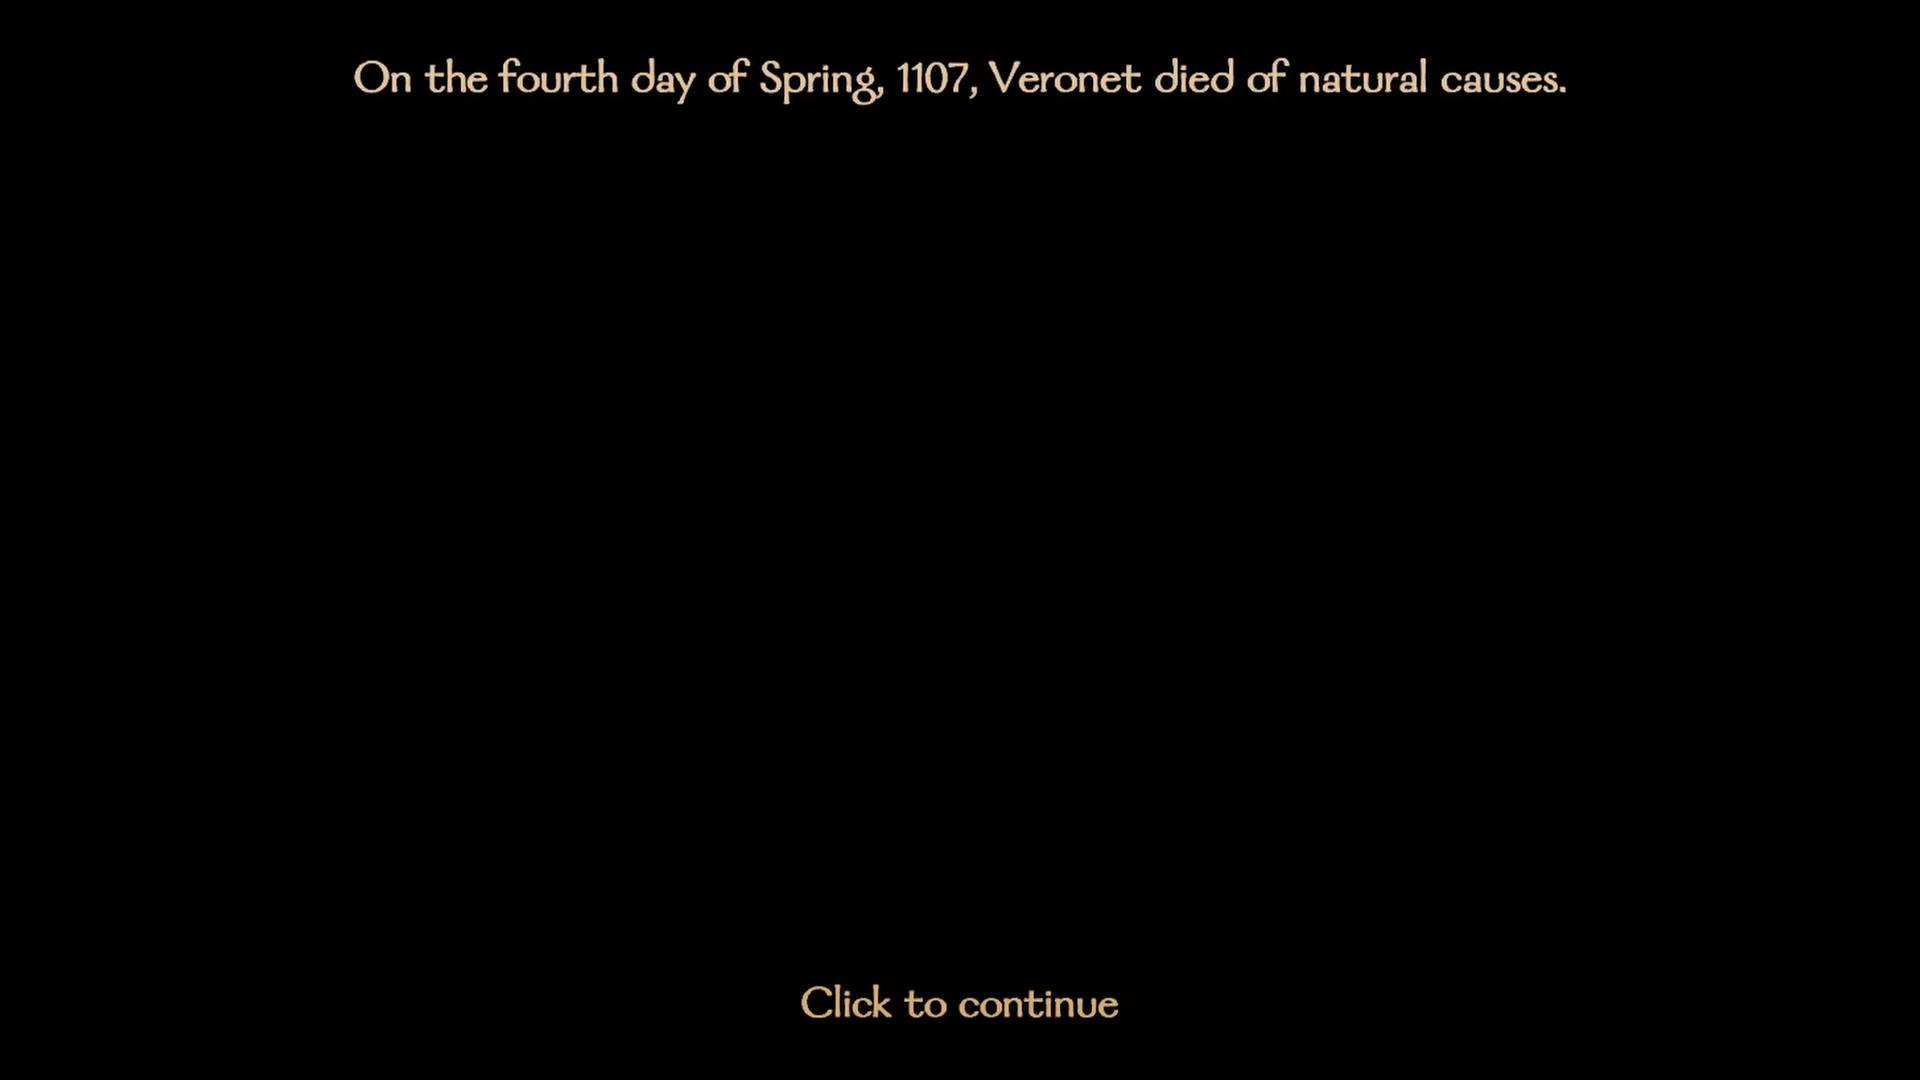 On the fourth day of Spring, 1107, Veronet died of natural causes.
Click to continue